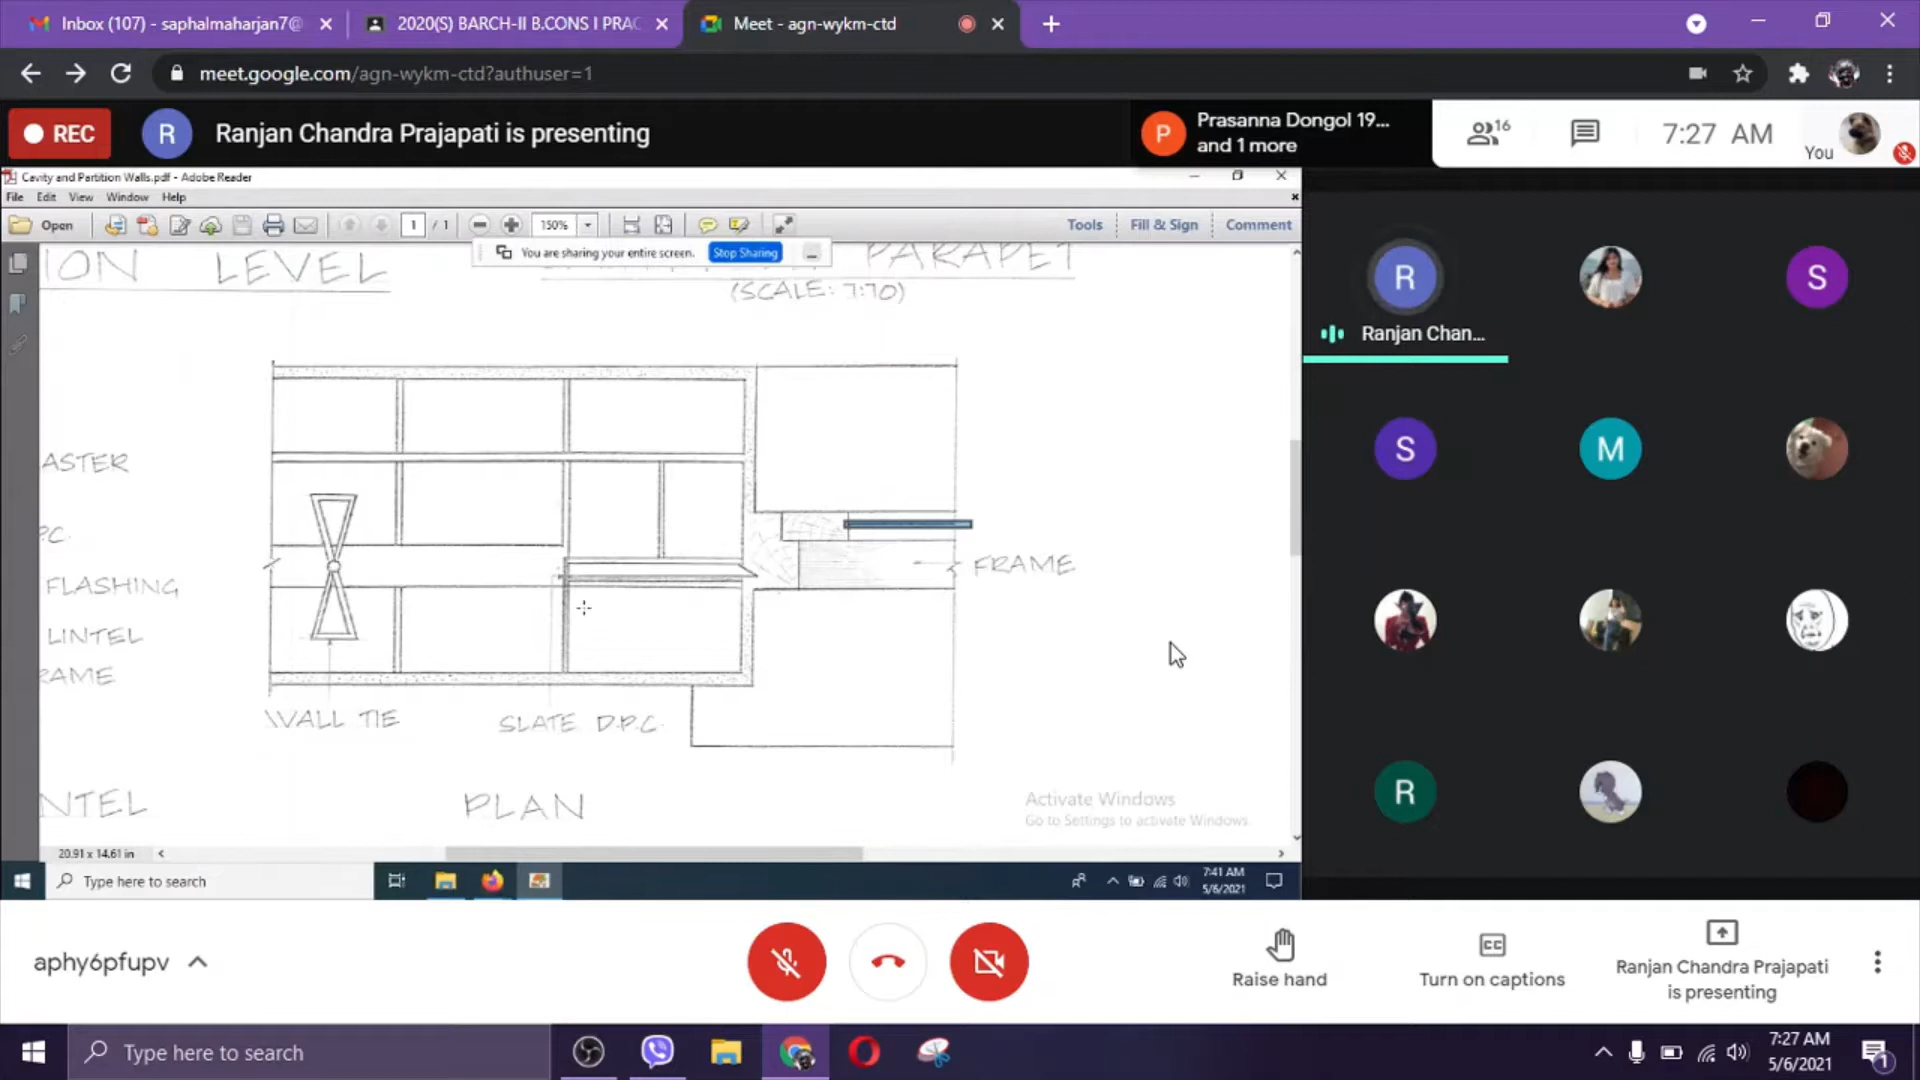 Inbox (107) - saphalmaharjan7@
2020(S) BARCH-II B.CONS I PRAC
Meet - agn-wykm-ctd
meet.google.com/agn-wykm-ctd?authuser=1
REC
R
Ranjan Chandra Prajapati is presenting
P
Prasanna Dongol 19...
and 1 more
16
7:27 AM
You
Cavity and Partition Walls.pdf - Adobe Reader
File Edit View Window Help
Open
1 / 1
150%
Tools
Fill & Sign
Comment
You are sharing your entire screen.
Stop Sharing
ION LEVEL
PARAPET
(SCALE: 1:10)
ASTER
P.C.
FLASHING
LINTEL
RAME
FRAME
WALL TIE
SLATE D.P.C.
NTEL
PLAN
Activate Windows
Go to Settings to activate Windows.
20.91 x 14.61 in
Type here to search
7:41 AM
5/6/2021
R
Ranjan Chan...
S
S
M
R
aphy6pfupv
Raise hand
Turn on captions
Ranjan Chandra Prajapati
is presenting
Type here to search
7:27 AM
5/6/2021
1